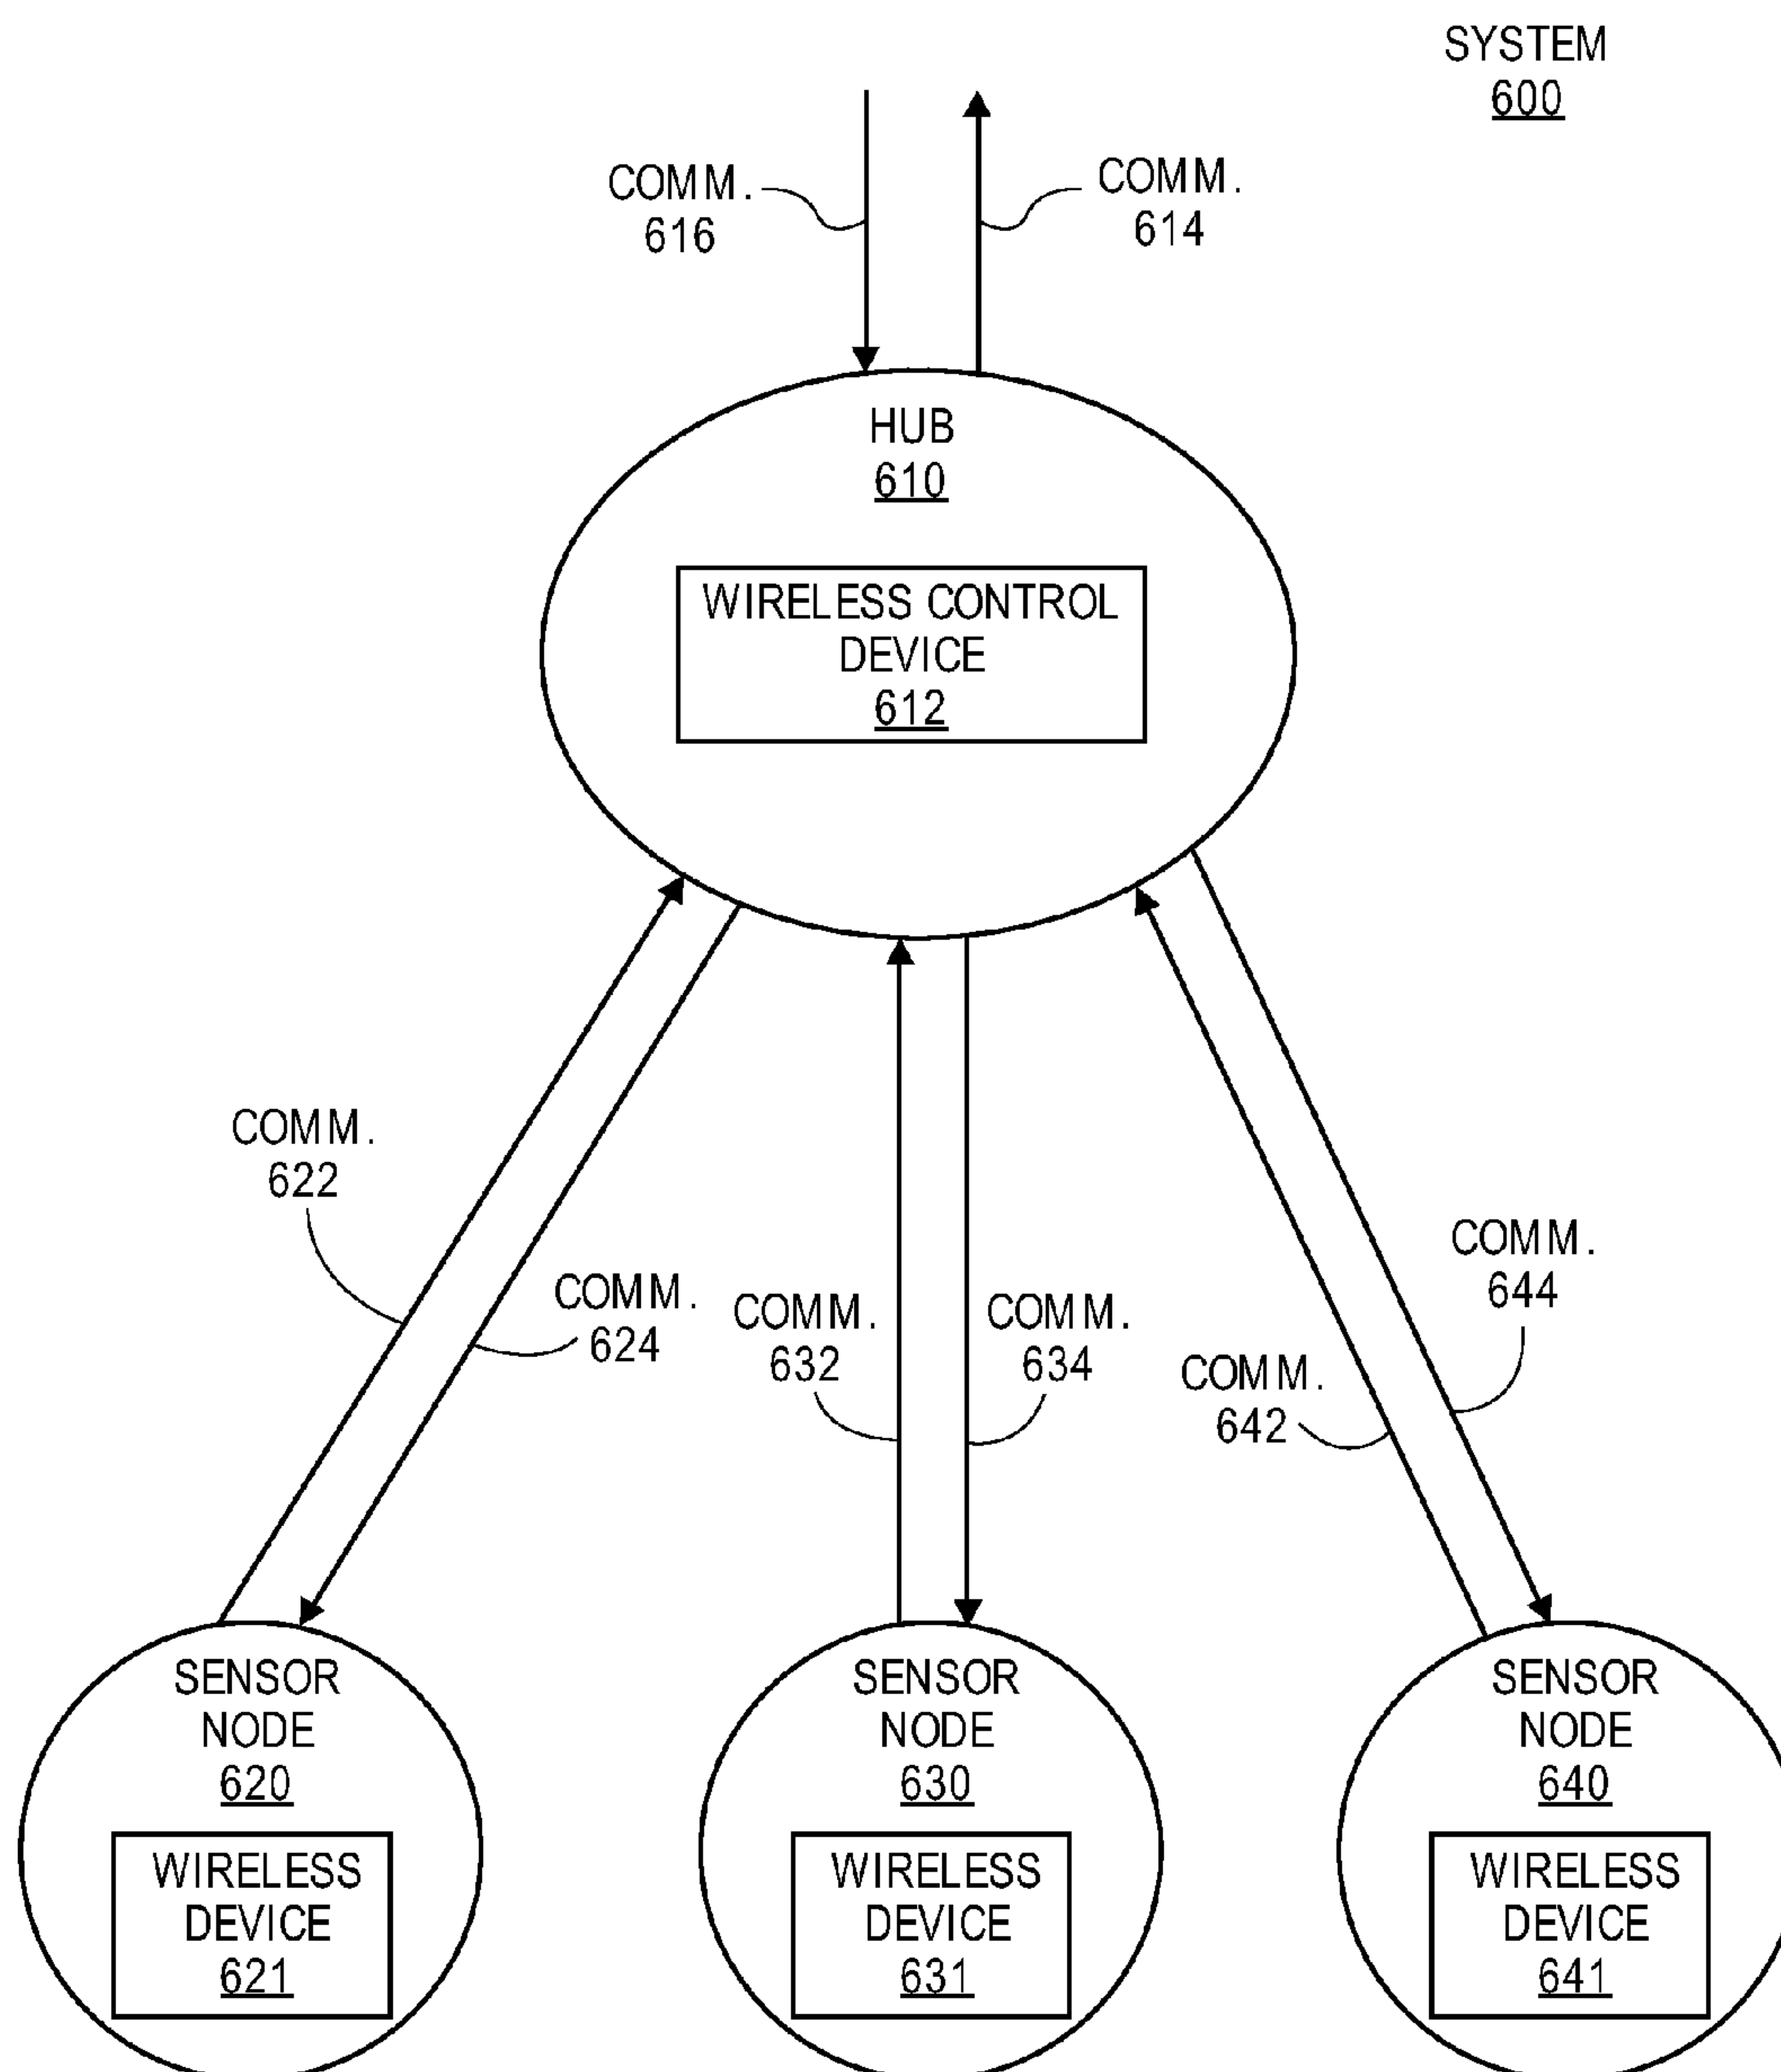 SYSTEM
600
COMM.
616
COMM.
614
HUB
610
WIRELESS CONTROL
DEVICE
612
COMM.
622
COMM.
624
COMM.
632
COMM.
634
COMM.
642
COMM.
644
SENSOR
NODE
620
WIRELESS
DEVICE
621
SENSOR
NODE
630
WIRELESS
DEVICE
631
SENSOR
NODE
640
WIRELESS
DEVICE
641